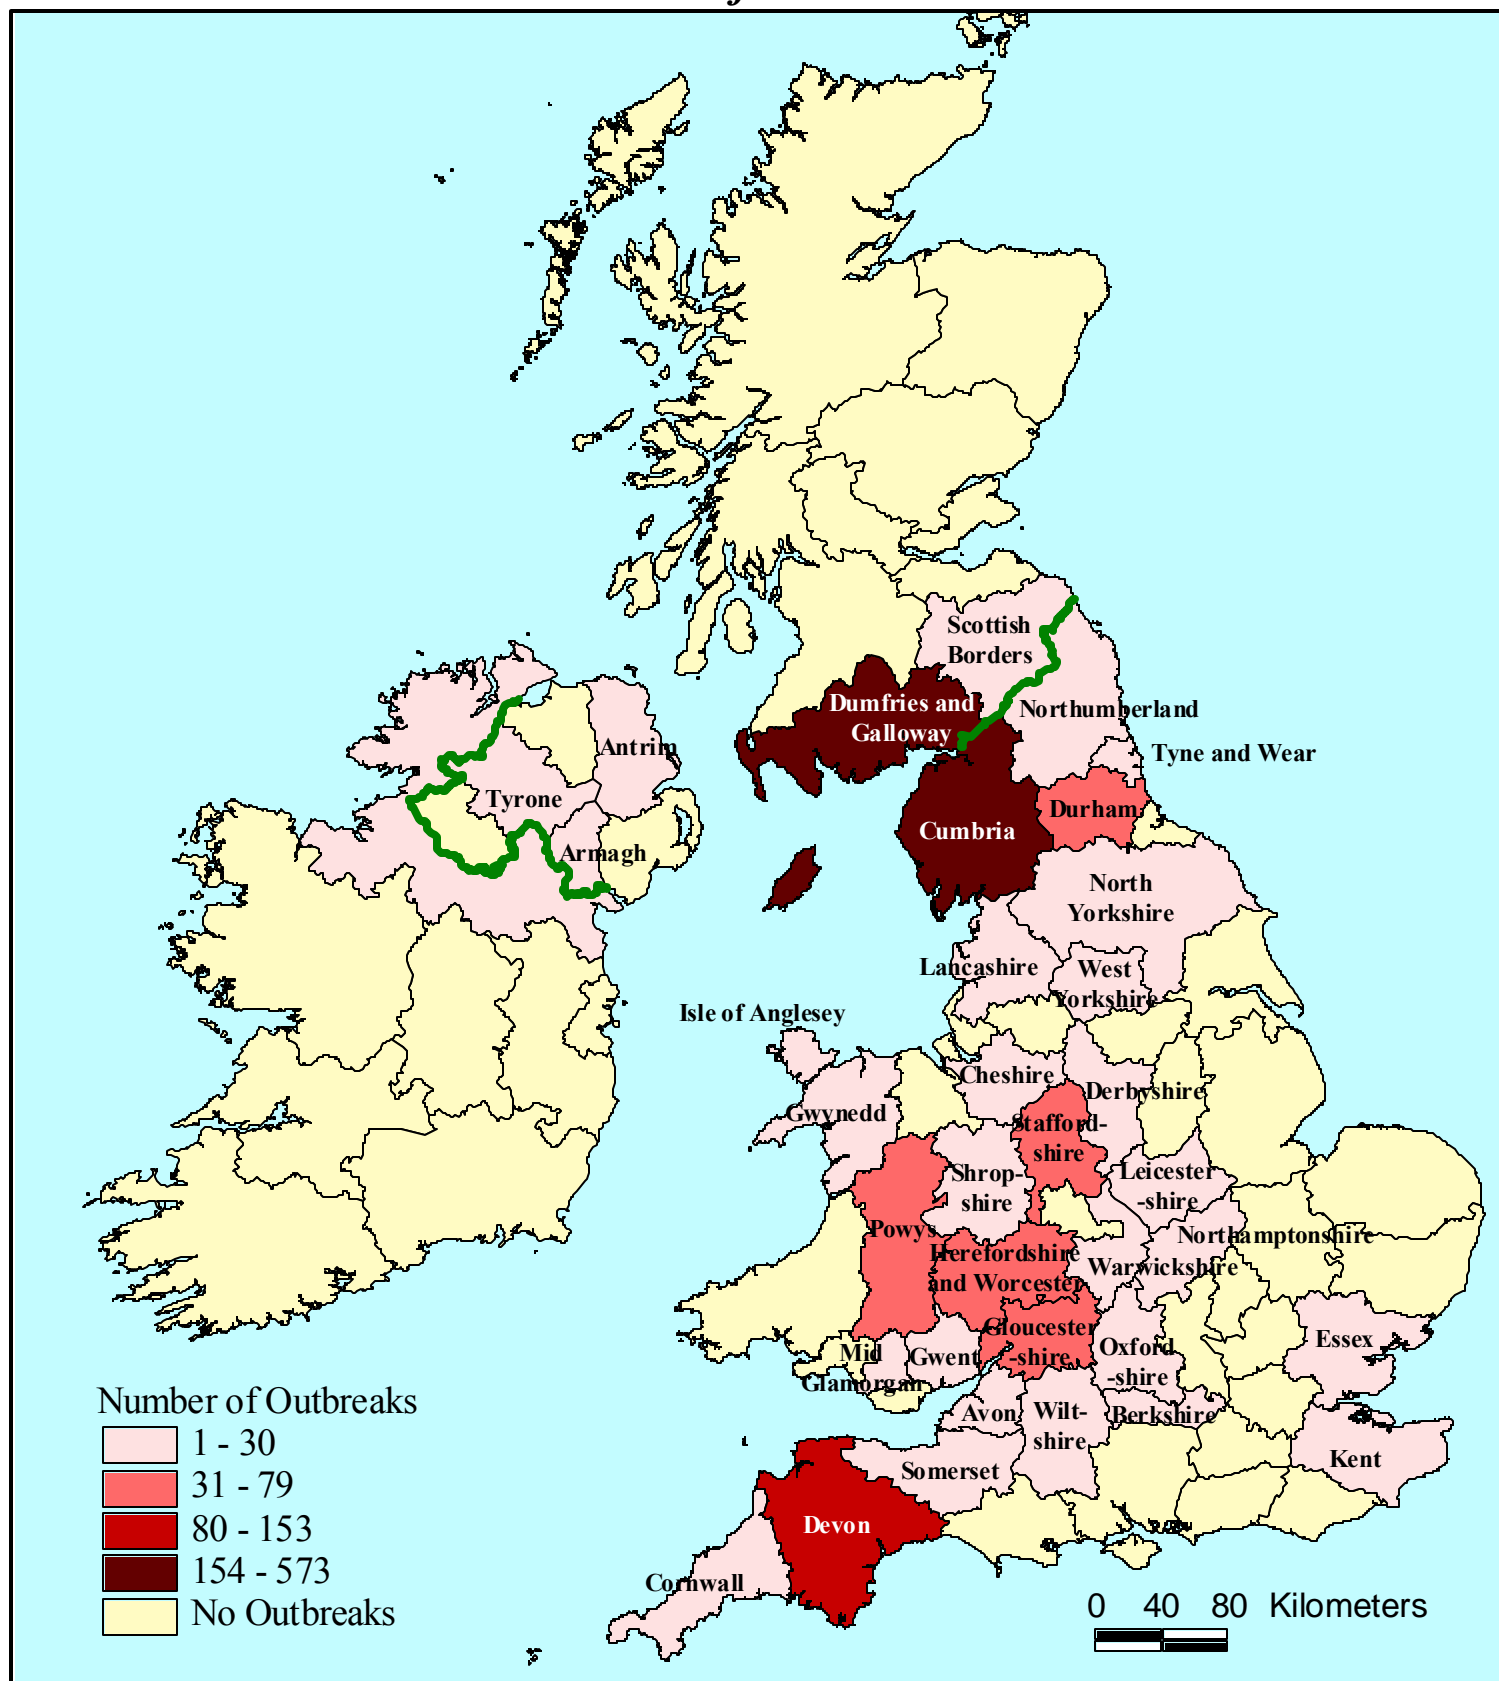 Scottish
Borders
Dumfries and
Galloway
Northumberland
Tyne and Wear
Antrim
Tyrone
Durham
Cumbria
Armagh
North
Yorkshire
Lancashire
West
Yorkshire
Isle of Anglesey
Cheshire
Derbyshire
Gwynedd
Stafford-
shire
Shrop-
shire
Leicester
-shire
Powys
Northamptonshire
Herefordshire
and Worcester
Warwickshire
Gloucester
-shire
Mid
Glamorgan
Gwent
Oxford
-shire
Essex
Avon
Wilt-
shire
Berkshire
Somerset
Kent
Devon
Cornwall
Number of Outbreaks
1 - 30
31 - 79
80 - 153
154 - 573
No Outbreaks
0 40 80 Kilometers